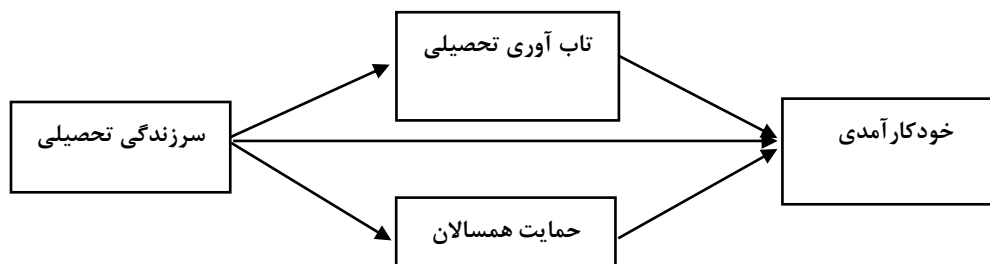 تاب آوری تحصیلی
سرزندگی تحصیلی
خودکارآمدی
حمایت همسالان